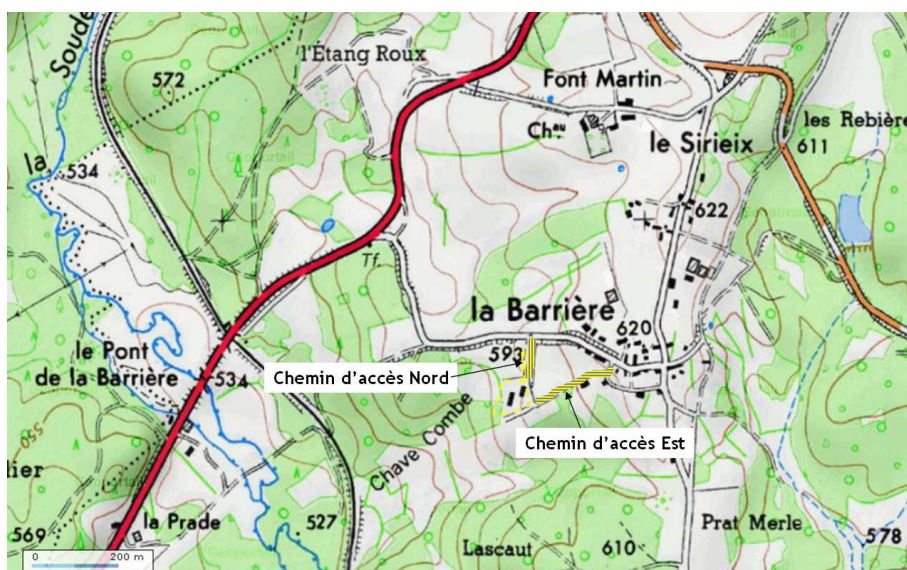 Soude
l'Étang Roux
572
Font Martin
Chau
les Rebière
611
la
534
le Sirieix
622
Tf.
la Barrière
620
593
le Pont
de la Barrière
534
Chemin d'accès Nord
Chemin d'accès Est
Chave Combe
550
lier
la Prade
569
527
Lascaut
610
Prat Merle
578
0
200 m